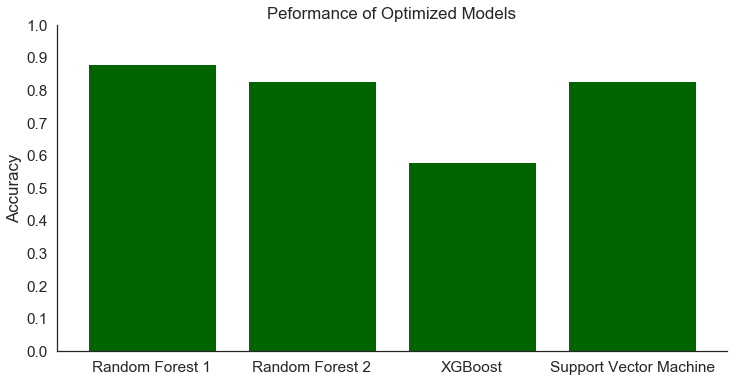 Peformance of Optimized Models
1.0
0.9
0.8
0.7
0.6
0.5
0.4
0.3
0.2
0.1
0.0
Accuracy
Random Forest 1
Random Forest 2
XGBoost
Support Vector Machine